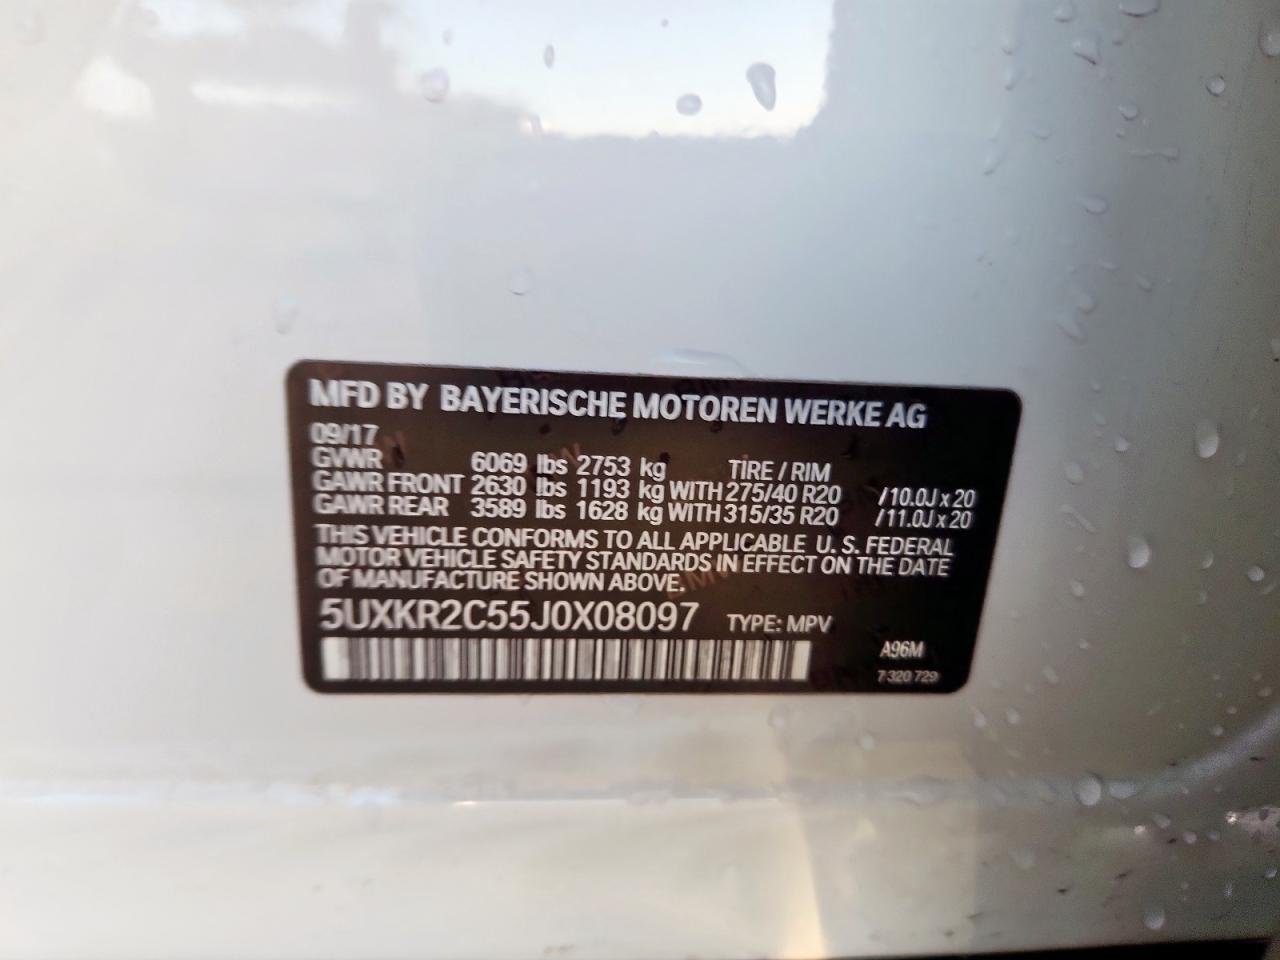 MFD BY BAYERISCHE MOTOREN WERKE AG
09/17
GVWR 6069 lbs 2753 kg TIRE / RIM
GAWR FRONT 2630 lbs 1193 kg WITH 275/40 R20 /10.0J x 20
GAWR REAR 3589 lbs 1628 kg WITH 315/35 R20 /11.0J x 20
THIS VEHICLE CONFORMS TO ALL APPLICABLE U. S. FEDERAL
MOTOR VEHICLE SAFETY STANDARDS IN EFFECT ON THE DATE
OF MANUFACTURE SHOWN ABOVE.
5UXKR2C55J0X08097 TYPE: MPV
A96M
7 320 729